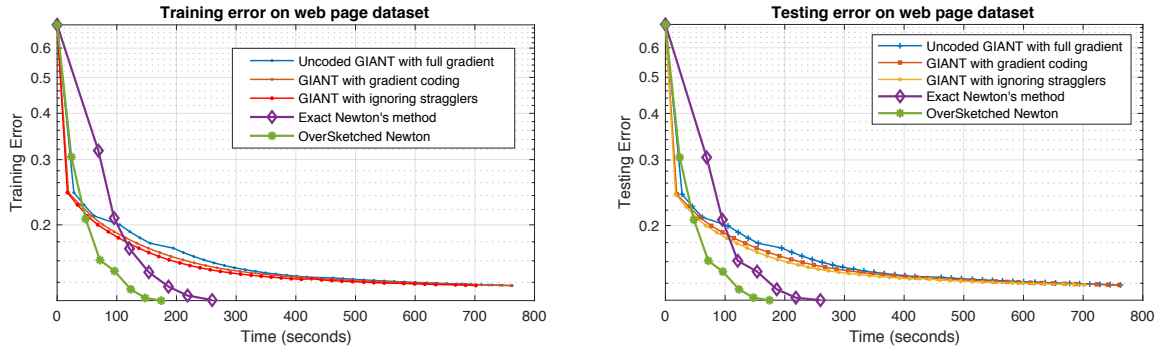 Training error on web page dataset
0.6
0.5
0.4
0.3
0.2
Training Error
Uncoded GIANT with full gradient
GIANT with gradient coding
GIANT with ignoring stragglers
Exact Newton's method
OverSketched Newton
0 100 200 300 400 500 600 700 800
Time (seconds)
Testing error on web page dataset
0.6
0.5
0.4
0.3
0.2
Testing Error
Uncoded GIANT with full gradient
GIANT with gradient coding
GIANT with ignoring stragglers
Exact Newton's method
OverSketched Newton
0 100 200 300 400 500 600 700 800
Time (seconds)